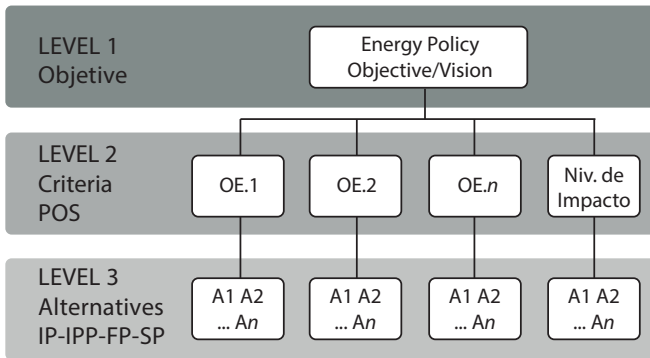 LEVEL 1
Objetive
Energy Policy
Objective/Vision
LEVEL 2
Criteria
POS
OE.1
OE.2
OE.n
Niv. de
Impacto
LEVEL 3
Alternatives
IP-IPP-FP-SP
A1 A2
... An
A1 A2
... An
A1 A2
... An
A1 A2
... An